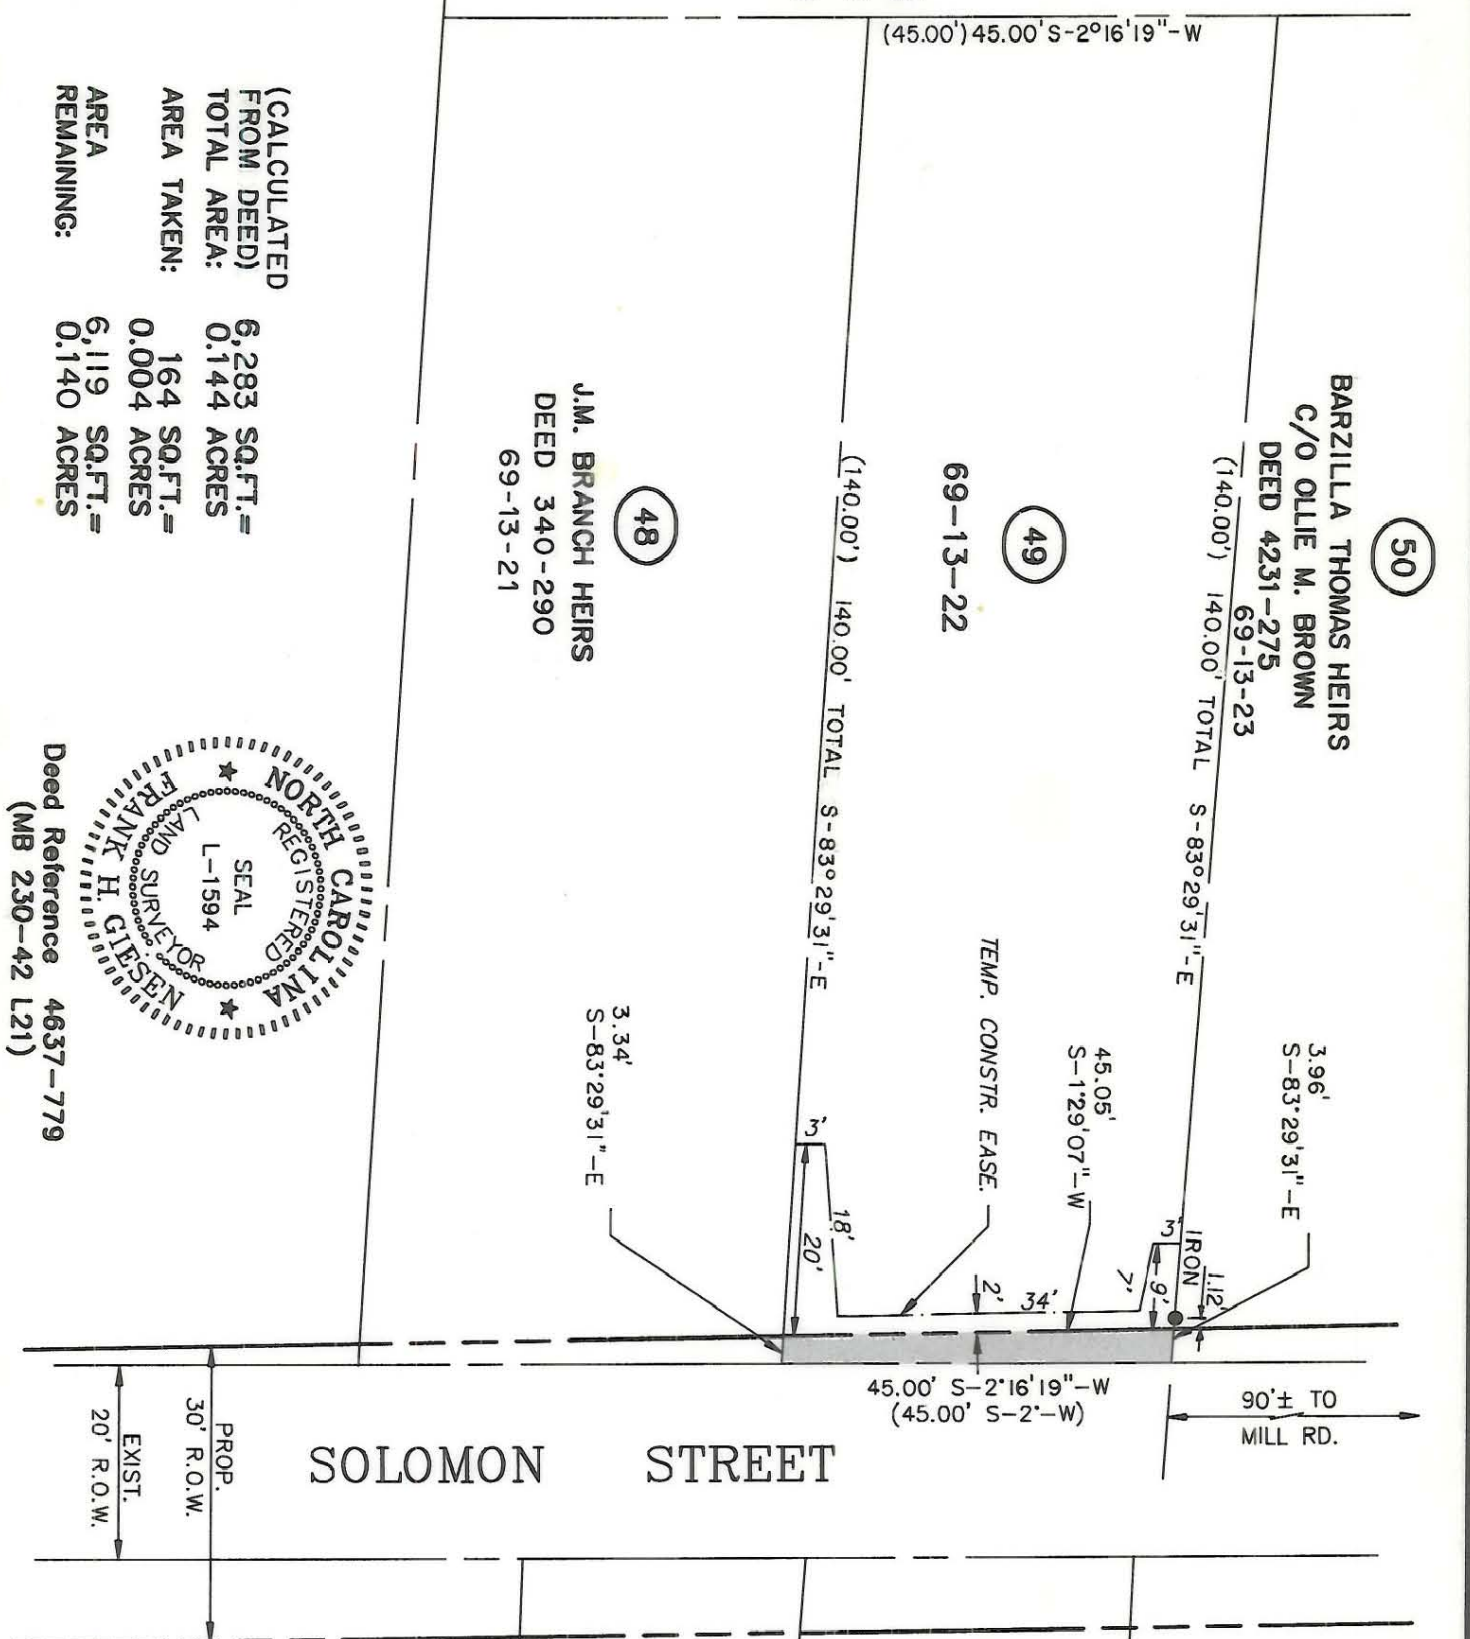 (45.00') 45.00' S-2°16'19"-W
50
BARZILLA THOMAS HEIRS
C/O OLLIE M. BROWN
DEED 4231-275
69-13-23
(140.00') 140.00' TOTAL S-83°29'31"-E
49
69-13-22
(140.00') 140.00' TOTAL S-83°29'31"-E
48
J.M. BRANCH HEIRS
DEED 340-290
69-13-21
(CALCULATED
FROM DEED)
TOTAL AREA: 6,283 SQ.FT.=
0.144 ACRES
AREA TAKEN: 164 SQ.FT.=
0.004 ACRES
AREA
REMAINING: 6,119 SQ.FT.=
0.140 ACRES
3.96'
S-83°29'31"-E
45.05'
S-1°29'07"-W
TEMP. CONSTR. EASE.
3.34'
S-83°29'31"-E
3'
18'
20'
2'
34'
7'
9'
3'
IRON
1.12'
45.00' S-2°16'19"-W
(45.00' S-2°-W)
90'± TO
MILL RD.
SOLOMON STREET
PROP.
30' R.O.W.
EXIST.
20' R.O.W.
NORTH CAROLINA
REGISTERED
SEAL
L-1594
LAND SURVEYOR
FRANK H. GIESEN
Deed Reference 4637-779
(MB 230-42 L21)